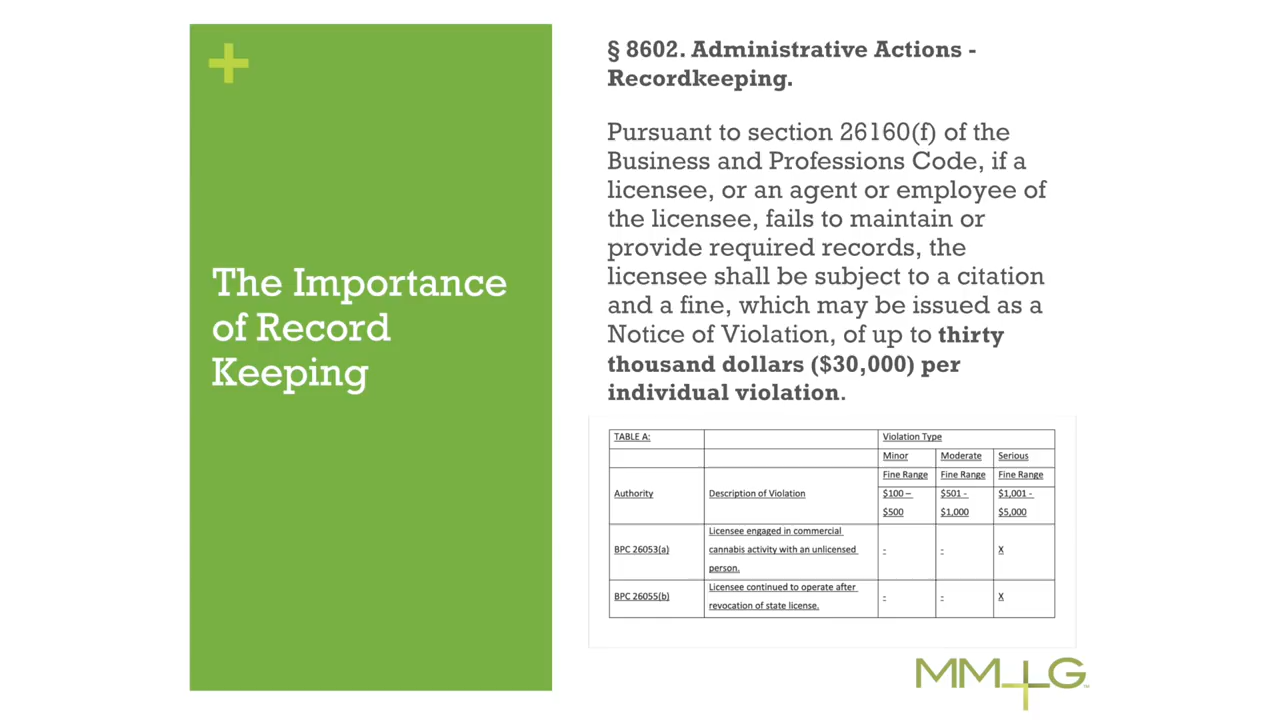 The Importance
of Record
Keeping
§ 8602. Administrative Actions -
Recordkeeping.
Pursuant to section 26160(f) of the
Business and Professions Code, if a
licensee, or an agent or employee of
the licensee, fails to maintain or
provide required records, the
licensee shall be subject to a citation
and a fine, which may be issued as a
Notice of Violation, of up to thirty
thousand dollars ($30,000) per
individual violation.
TABLE A: Violation Type
Minor Moderate Serious
Fine Range Fine Range Fine Range
Authority Description of Violation $100 – $501 - $1,001 -
$500 $1,000 $5,000
Licensee engaged in commercial
BPC 26053(a) cannabis activity with an unlicensed - - X
person.
Licensee continued to operate after
BPC 26055(b) revocation of state license. - - X
MMLG